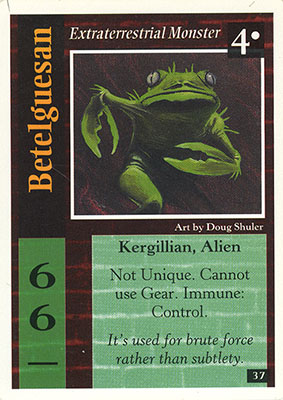 Betelguesan
Extraterrestrial Monster
4•
Art by Doug Shuler
6
6
—
Kergillian, Alien
Not Unique. Cannot
use Gear. Immune:
Control.
It's used for brute force
rather than subtlety.
37